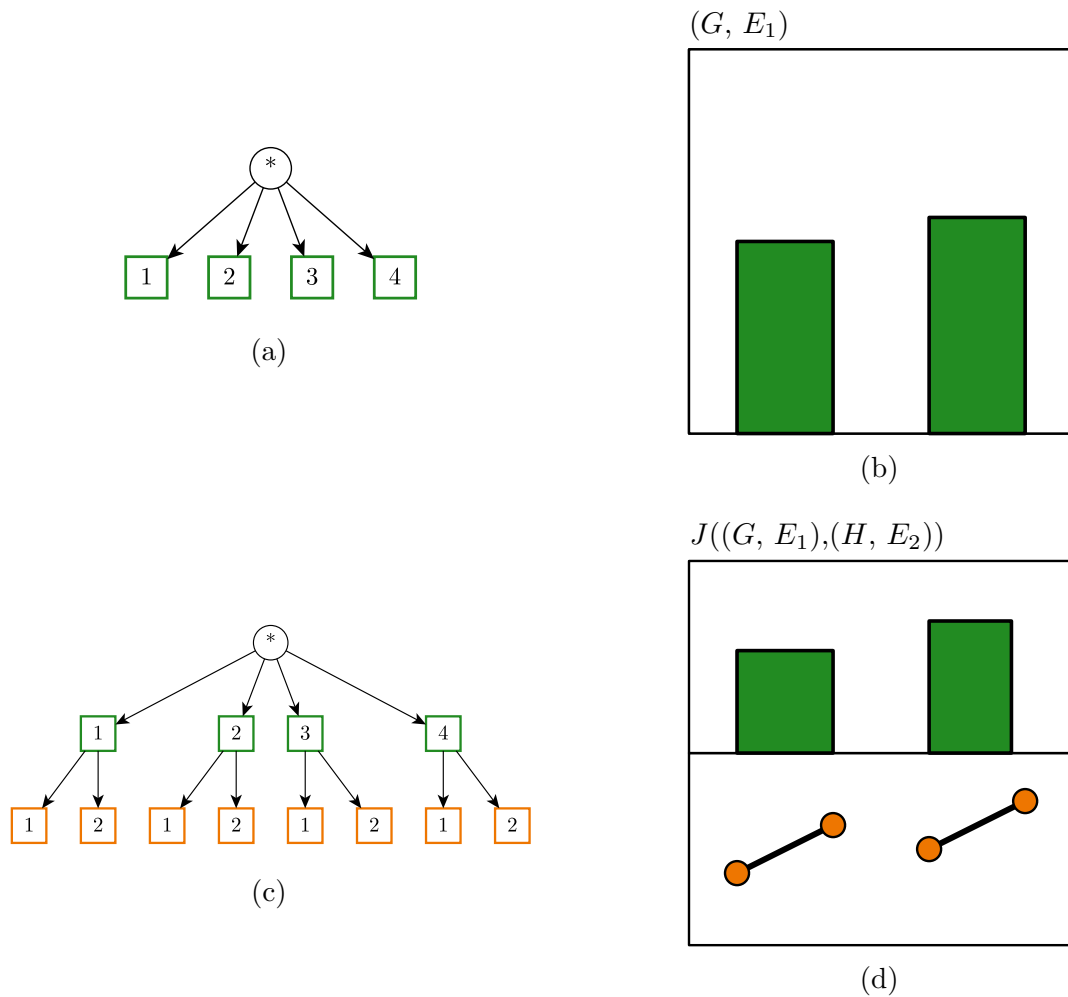 (G, E₁)
*
1 2 3 4
(a)
(b)
J((G, E₁),(H, E₂))
*
1 2 3 4
1 2 1 2 1 2 1 2
(c)
(d)